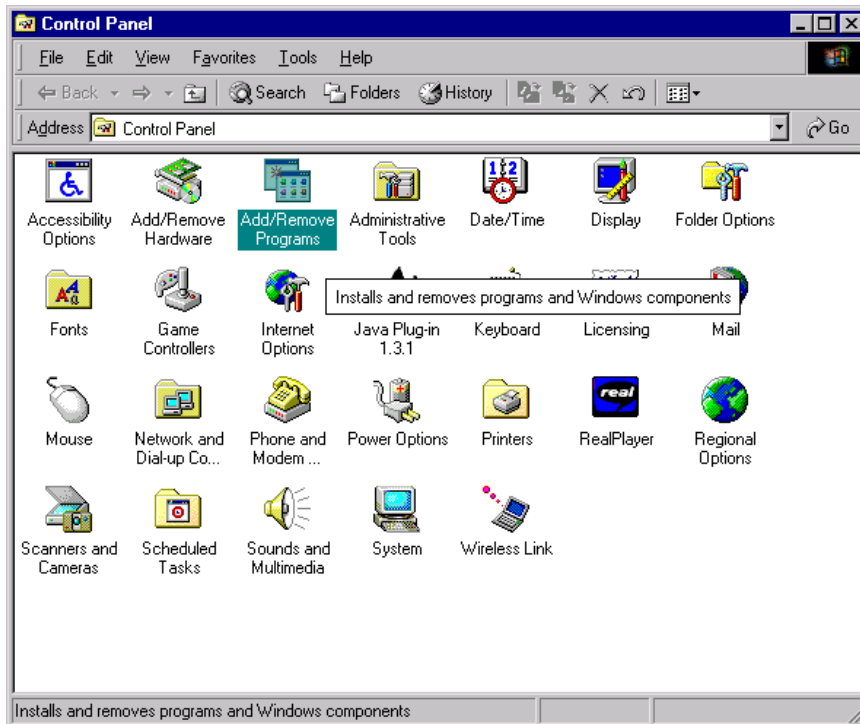 Control Panel
File Edit View Favorites Tools Help
Back Search Folders History
Address Control Panel Go
Accessibility Options
Add/Remove Hardware
Add/Remove Programs
Administrative Tools
Date/Time
Display
Folder Options
Installs and removes programs and Windows components
Fonts
Game Controllers
Internet Options
Java Plug-in 1.3.1
Keyboard
Licensing
Mail
Mouse
Network and Dial-up Co...
Phone and Modem ...
Power Options
Printers
real
RealPlayer
Regional Options
Scanners and Cameras
Scheduled Tasks
Sounds and Multimedia
System
Wireless Link
Installs and removes programs and Windows components